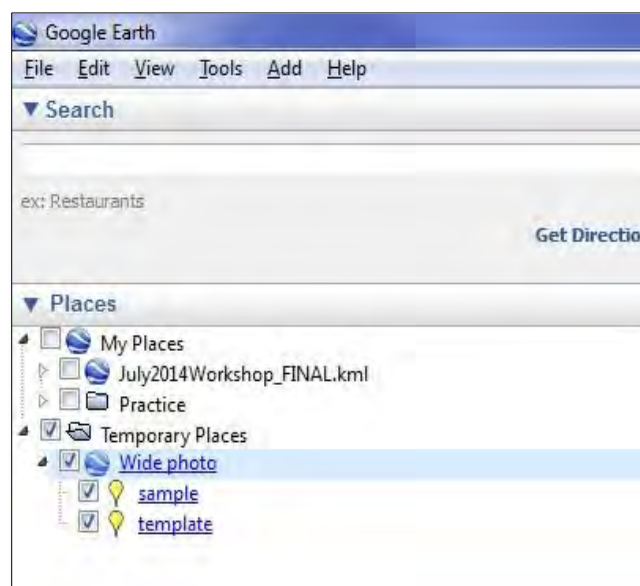 Google Earth
File Edit View Tools Add Help
Search
ex: Restaurants
Get Directio
Places
My Places
July2014Workshop_FINAL.kml
Practice
Temporary Places
Wide photo
sample
template